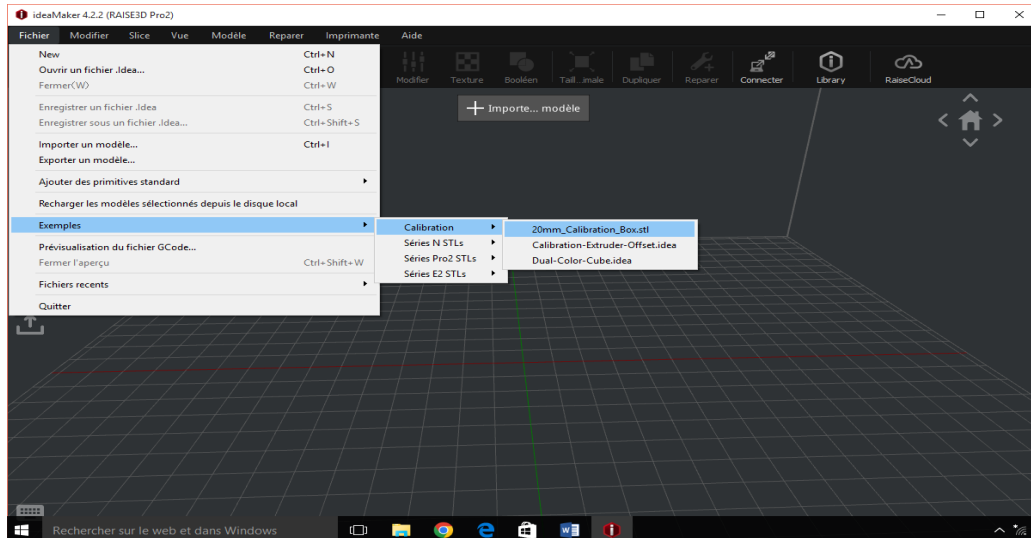 ideaMaker 4.2.2 (RAISE3D Pro2)
Fichier Modifier Slice Vue Modèle Reparer Imprimante Aide
New Ctrl+N
Ouvrir un fichier .Idea... Ctrl+O
Fermer(W) Ctrl+W
Enregistrer un fichier .Idea Ctrl+S
Enregistrer sous un fichier .Idea... Ctrl+Shift+S
Importer un modèle... Ctrl+I
Exporter un modèle...
Ajouter des primitives standard
Recharger les modèles sélectionnés depuis le disque local
Exemples
Prévisualisation du fichier GCode...
Fermer l'aperçu Ctrl+Shift+W
Fichiers recents
Quitter
Modifier Texture Booléen Taill...imale Dupliquer Reparer Connecter Library RaiseCloud
Importe... modèle
Calibration
Séries N STLs
Séries Pro2 STLs
Séries E2 STLs
20mm_Calibration_Box.stl
Calibration-Extruder-Offset.idea
Dual-Color-Cube.idea
Rechercher sur le web et dans Windows